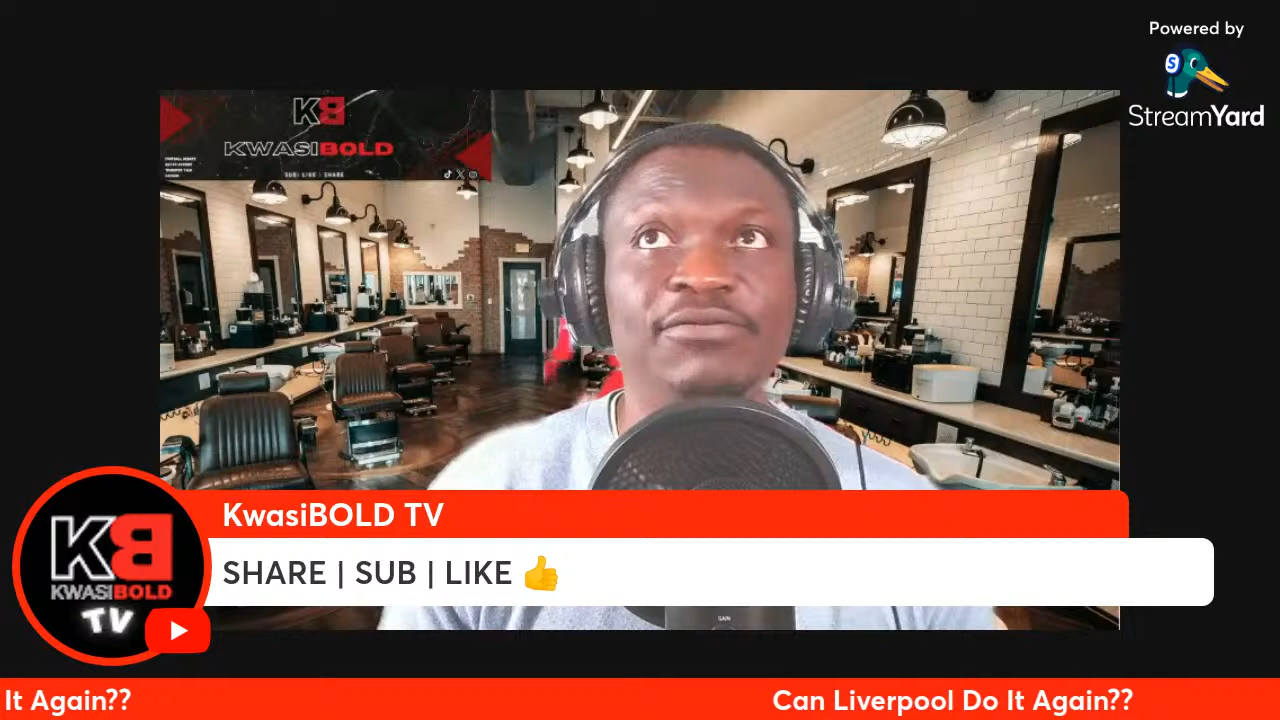 Powered by
StreamYard
KB
KWASIBOLD
SUB| LIKE | SHARE
KwasiBOLD TV
SHARE | SUB | LIKE 👍
KB
KWASIBOLD
TV
GAIN
It Again??
Can Liverpool Do It Again??